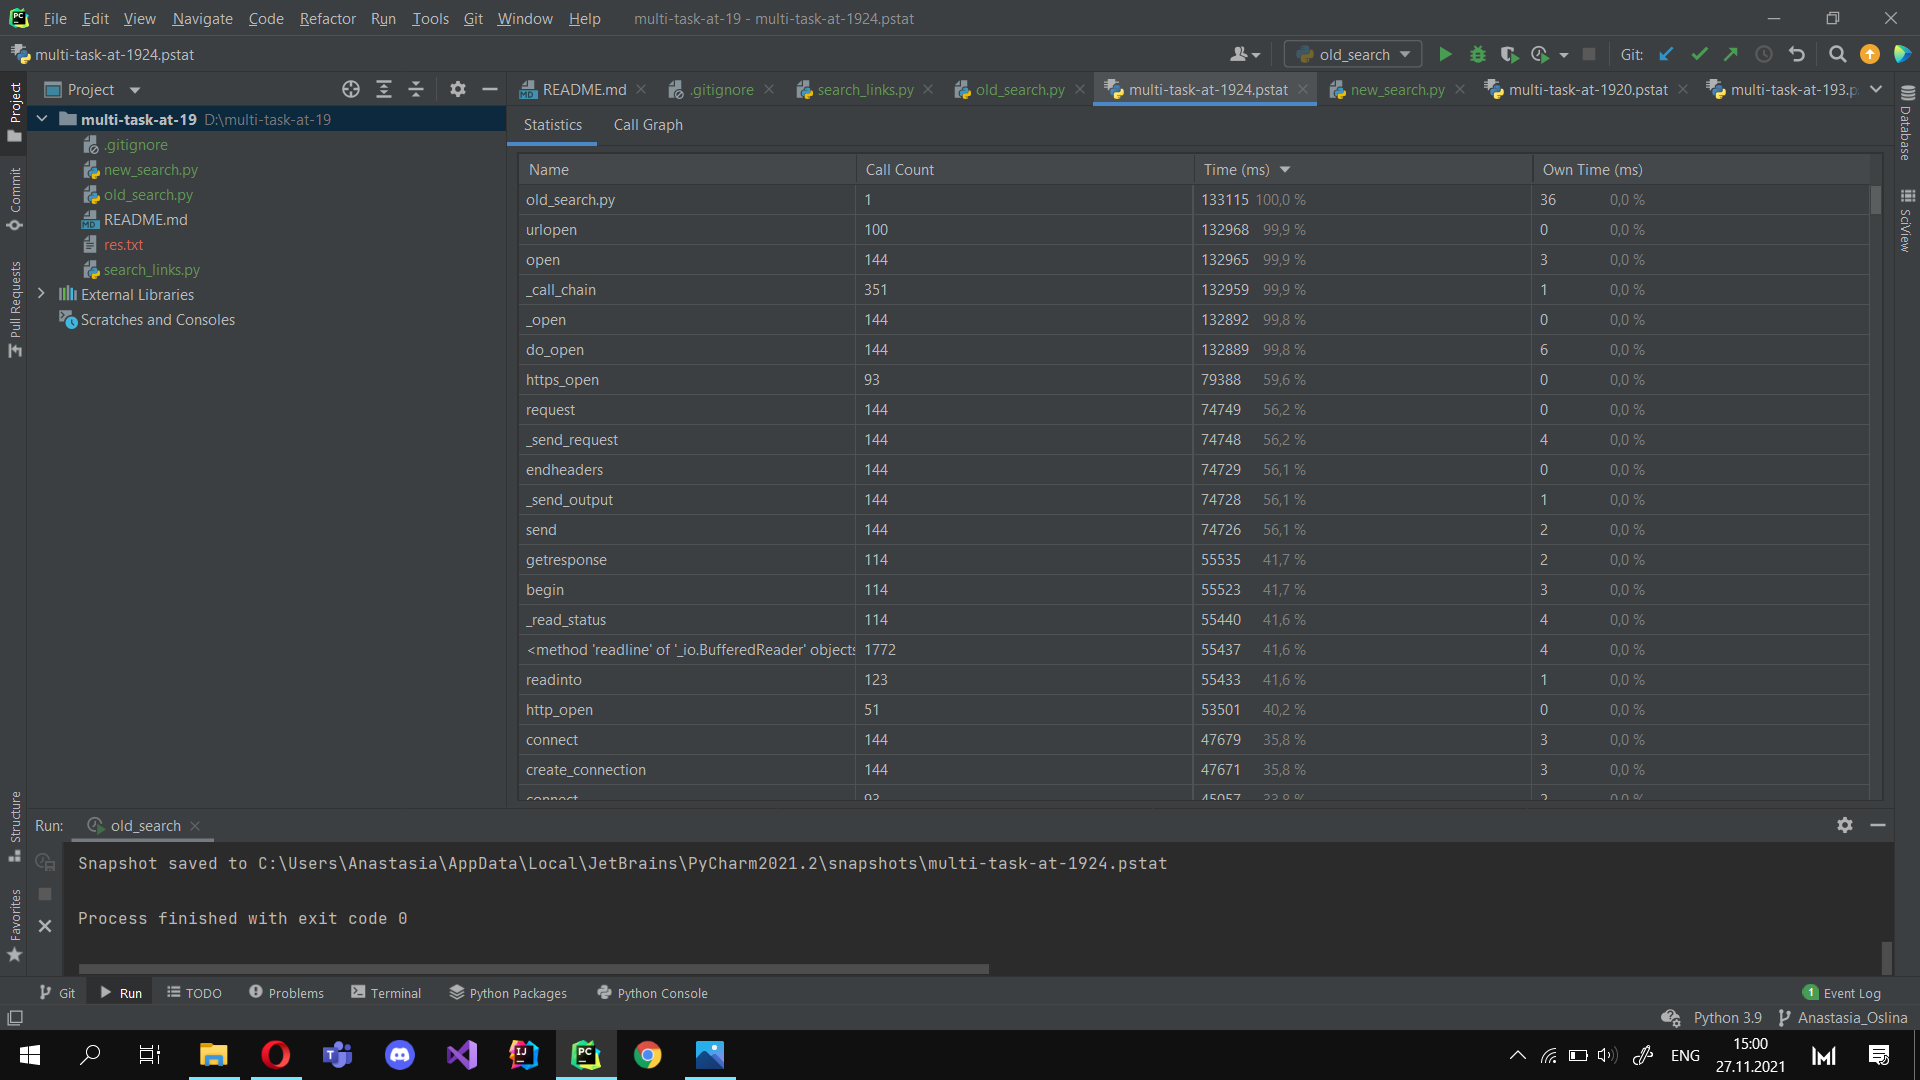 File Edit View Navigate Code Refactor Run Tools Git Window Help multi-task-at-19 - multi-task-at-1924.pstat
multi-task-at-1924.pstat old_search Git:
Project README.md .gitignore search_links.py old_search.py multi-task-at-1924.pstat new_search.py multi-task-at-1920.pstat multi-task-at-193.p
multi-task-at-19 D:\multi-task-at-19
.gitignore
new_search.py
old_search.py
README.md
res.txt
search_links.py
External Libraries
Scratches and Consoles
Project
Commit
Pull Requests
Structure
Favorites
Database
SciView
Statistics Call Graph
Name Call Count Time (ms) Own Time (ms)
old_search.py 1 133115 100,0 % 36 0,0 %
urlopen 100 132968 99,9 % 0 0,0 %
open 144 132965 99,9 % 3 0,0 %
_call_chain 351 132959 99,9 % 1 0,0 %
_open 144 132892 99,8 % 0 0,0 %
do_open 144 132889 99,8 % 6 0,0 %
https_open 93 79388 59,6 % 0 0,0 %
request 144 74749 56,2 % 0 0,0 %
_send_request 144 74748 56,2 % 4 0,0 %
endheaders 144 74729 56,1 % 0 0,0 %
_send_output 144 74728 56,1 % 1 0,0 %
send 144 74726 56,1 % 2 0,0 %
getresponse 114 55535 41,7 % 2 0,0 %
begin 114 55523 41,7 % 3 0,0 %
_read_status 114 55440 41,6 % 4 0,0 %
<method 'readline' of '_io.BufferedReader' objects 1772 55437 41,6 % 4 0,0 %
readinto 123 55433 41,6 % 1 0,0 %
http_open 51 53501 40,2 % 0 0,0 %
connect 144 47679 35,8 % 3 0,0 %
create_connection 144 47671 35,8 % 3 0,0 %
connect 93 45057 33,8 % 2 0,0 %
Run: old_search
Snapshot saved to C:\Users\Anastasia\AppData\Local\JetBrains\PyCharm2021.2\snapshots\multi-task-at-1924.pstat
Process finished with exit code 0
Git Run TODO Problems Terminal Python Packages Python Console 1 Event Log
Python 3.9 Anastasia_Oslina
ENG 15:00
27.11.2021